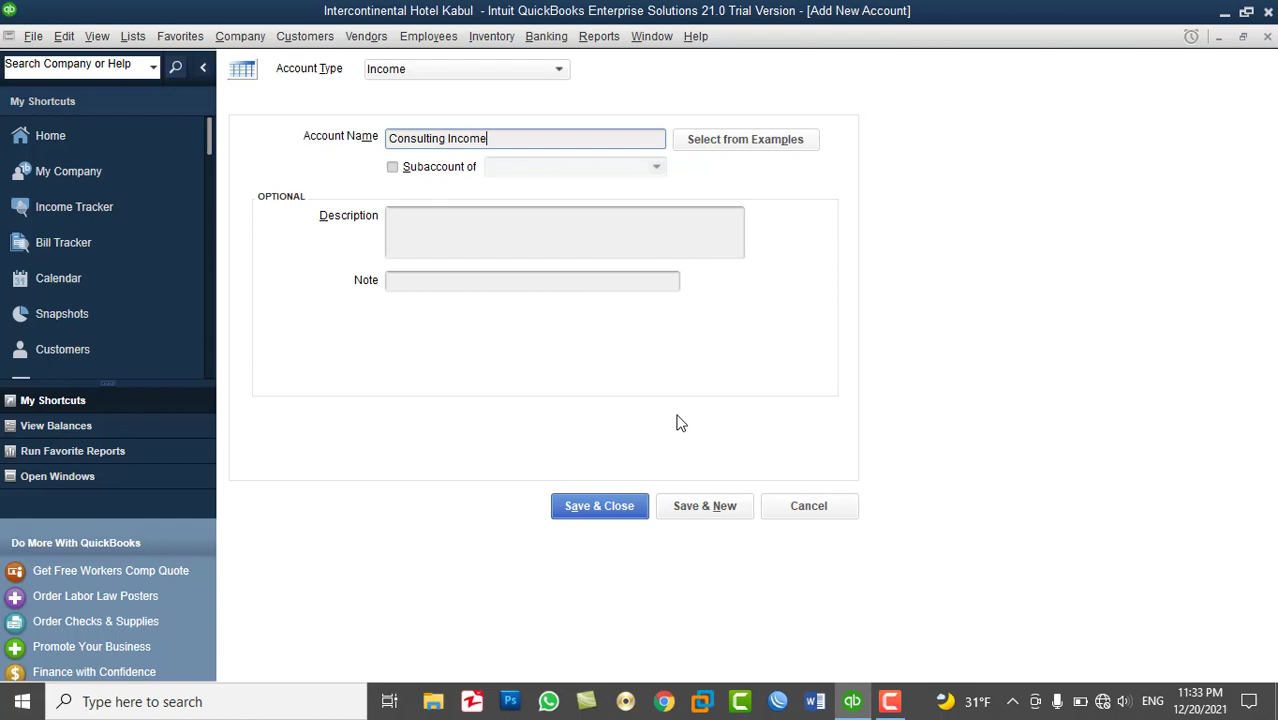 Intercontinental Hotel Kabul - Intuit QuickBooks Enterprise Solutions 21.0 Trial Version - [Add New Account]
File Edit View Lists Favorites Company Customers Vendors Employees Inventory Banking Reports Window Help
Search Company or Help
Account Type Income
My Shortcuts
Account Name Consulting Income Select from Examples
Subaccount of
OPTIONAL
Description
Note
Home
My Company
Income Tracker
Bill Tracker
Calendar
Snapshots
Customers
My Shortcuts
View Balances
Run Favorite Reports
Open Windows
Save & Close Save & New Cancel
Do More With QuickBooks
Get Free Workers Comp Quote
Order Labor Law Posters
Order Checks & Supplies
Promote Your Business
Finance with Confidence
Type here to search
31°F
ENG
11:33 PM
12/20/2021